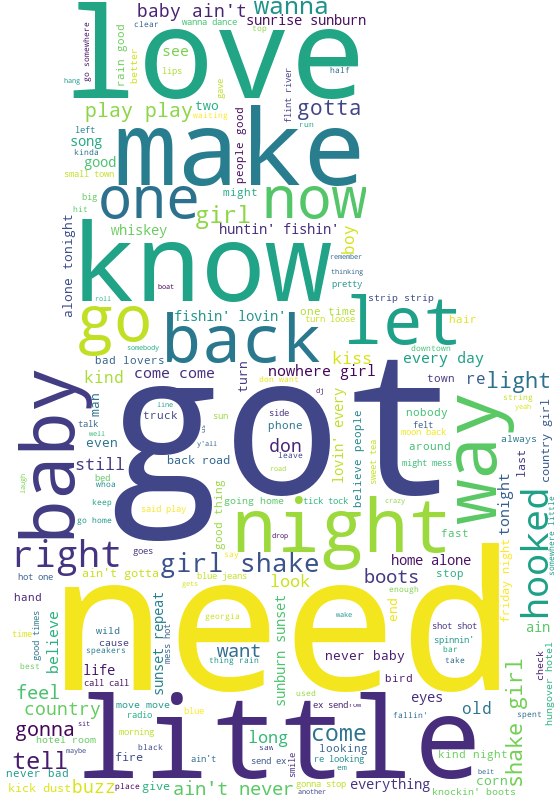 baby ain't wanna
wanna dance sunrise sunburn
clear top
love
go somewhere
rain good
see
better
lips
half
hang
gave
flint river
play play two gotta
waiting
make
left
kinda
song
good
small town
people good
run
big
hit
one
might
now
girl
whiskey
huntin' fishin'
boy
alone tonight
know
remember
thinking
pretty
boat
roll
strip strip
go
fishin' lovin'
one time
turn loose
let
hair
back
somebody
bad lovers
kiss
downtown
every day
kind
come come
turn
nowhere girl
town
re
light
baby
man
talk
well
even
still
bed
whoa
keep
go home
laugh
got
line
truck
sun
y'all
back road
don want
dj
side
phone
don
leave
road
lovin' every
sweet tea
believe people
nobody
felt
moon back
around
might mess
way
string
youn
always
last
country girl
said play
good thing
going home
tick tock
crazy
night
drop
say
fast
tonight
hooked
somewhere little
right
goes
girl shake
home alone
hot one
ain't gotta
blue jeans
look
boots
stop
friday night
ain
hand
gets
enough
end
need
time
good times
best
believe
wild
cause
speakers
life
call call
sunset repeat
mess hot
georgia
want
thing rain
sunburn sunset
wake
never baby
bird
shot shot
spinnin'
bar
take
check
hungover hotel
feel
country
move move
radio
blue
used
ex send
eyes
fallin'
old
shake girl
spent
little
gonna
sit
morning
long
come
tell
hotel room
maybe
fire
black
ain't
saw
send ex
smile
looking
re looking
em
kind night
belt
never bad
kick dust
buzz
place
give
ain't never
gonna stop
another
everything
corn
knockin' boots